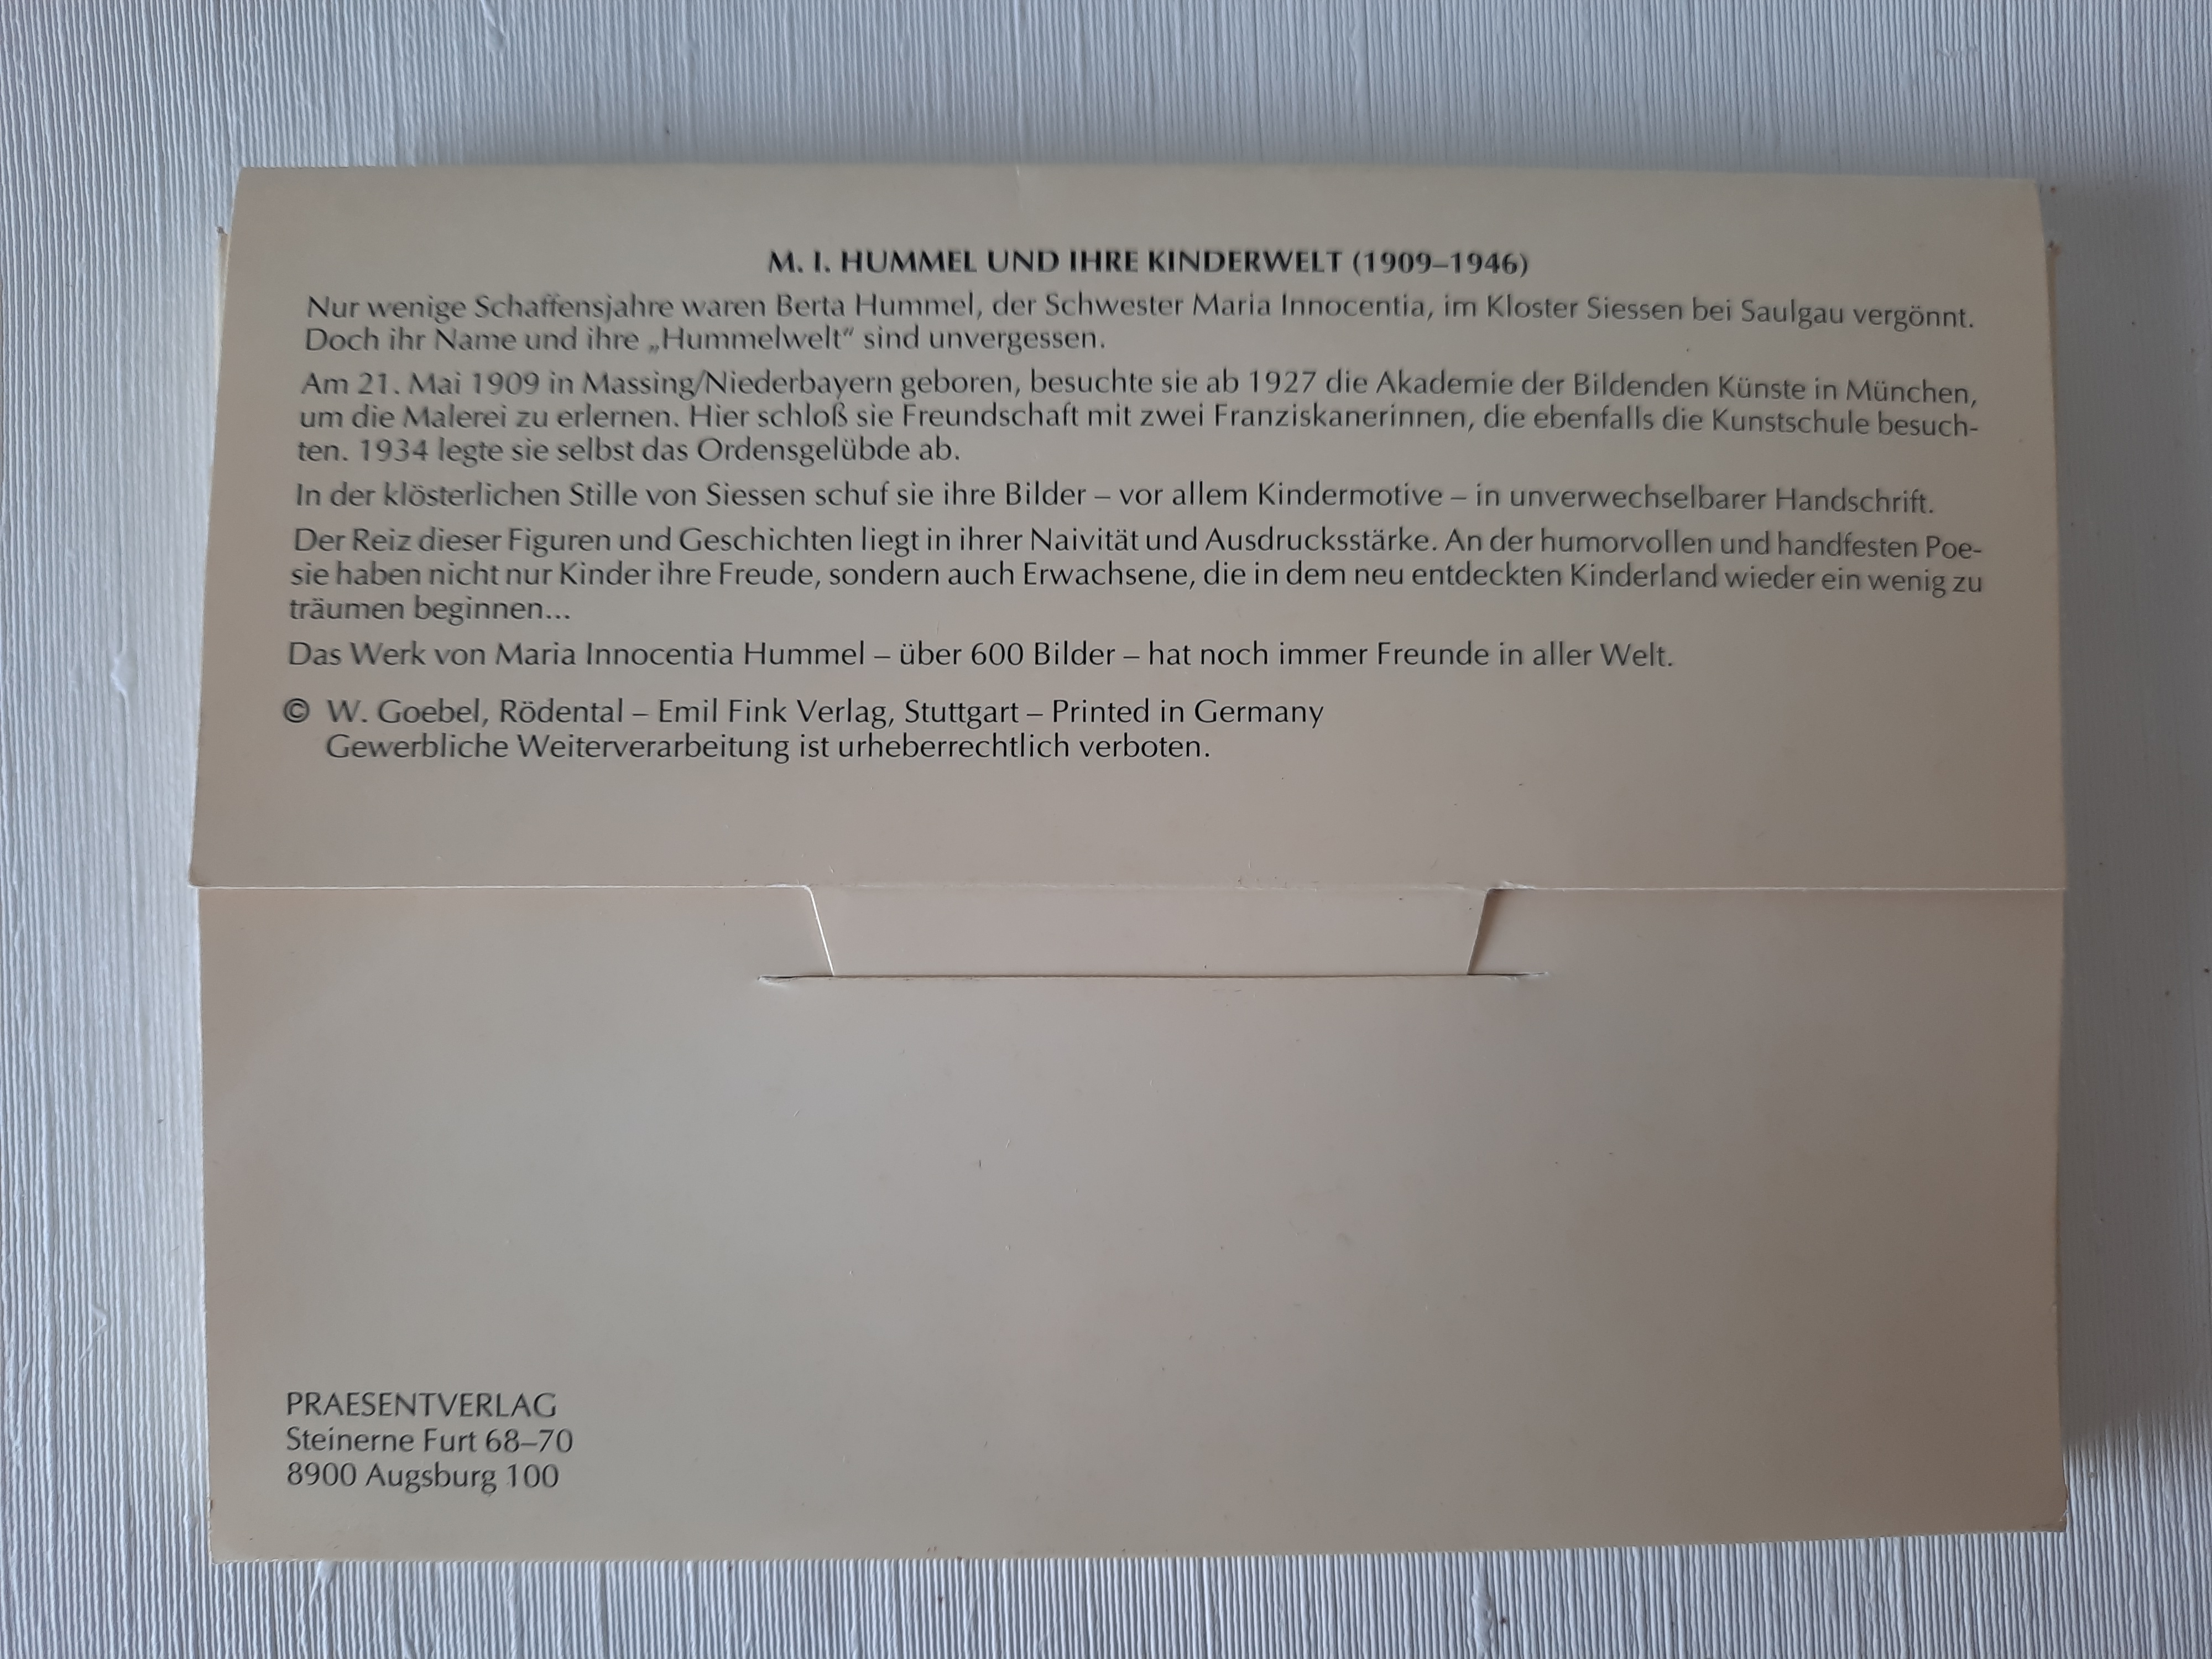 M. I. HUMMEL UND IHRE KINDERWELT (1909–1946)
Nur wenige Schaffensjahre waren Berta Hummel, der Schwester Maria Innocentia, im Kloster Siessen bei Saulgau vergönnt.
Doch ihr Name und ihre „Hummelwelt“ sind unvergessen.
Am 21. Mai 1909 in Massing/Niederbayern geboren, besuchte sie ab 1927 die Akademie der Bildenden Künste in München,
um die Malerei zu erlernen. Hier schloß sie Freundschaft mit zwei Franziskanerinnen, die ebenfalls die Kunstschule besuch-
ten. 1934 legte sie selbst das Ordensgelübde ab.
In der klösterlichen Stille von Siessen schuf sie ihre Bilder – vor allem Kindermotive – in unverwechselbarer Handschrift.
Der Reiz dieser Figuren und Geschichten liegt in ihrer Naivität und Ausdrucksstärke. An der humorvollen und handfesten Poe-
sie haben nicht nur Kinder ihre Freude, sondern auch Erwachsene, die in dem neu entdeckten Kinderland wieder ein wenig zu
träumen beginnen...
Das Werk von Maria Innocentia Hummel – über 600 Bilder – hat noch immer Freunde in aller Welt.
© W. Goebel, Rödental – Emil Fink Verlag, Stuttgart – Printed in Germany
Gewerbliche Weiterverarbeitung ist urheberrechtlich verboten.
PRAESENTVERLAG
Steinerne Furt 68–70
8900 Augsburg 100